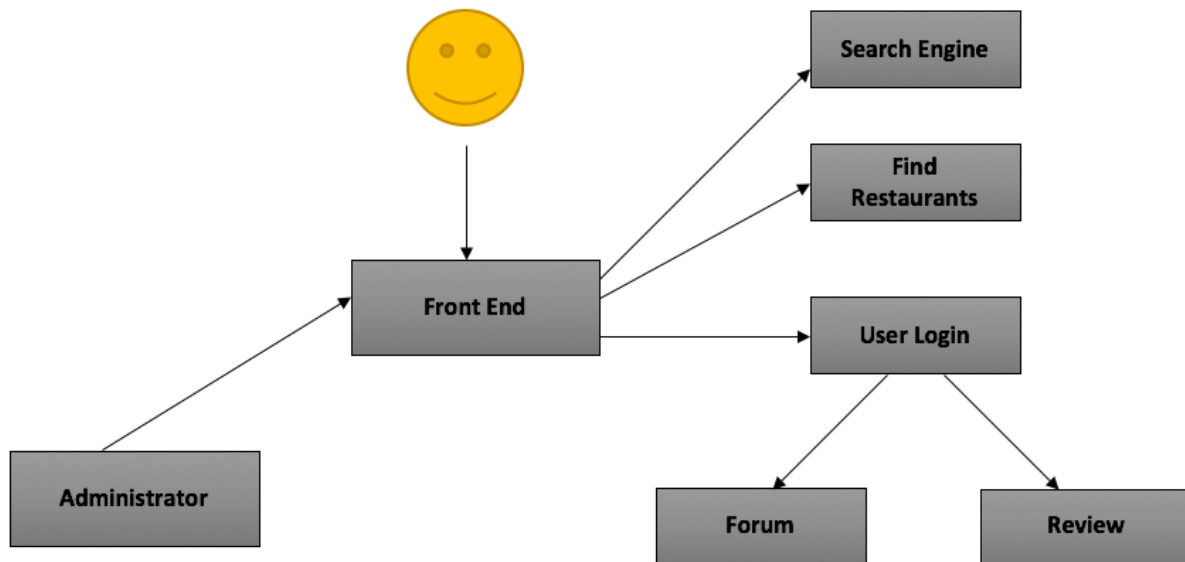 Search Engine
Find
Restaurants
Front End
User Login
Administrator
Forum
Review